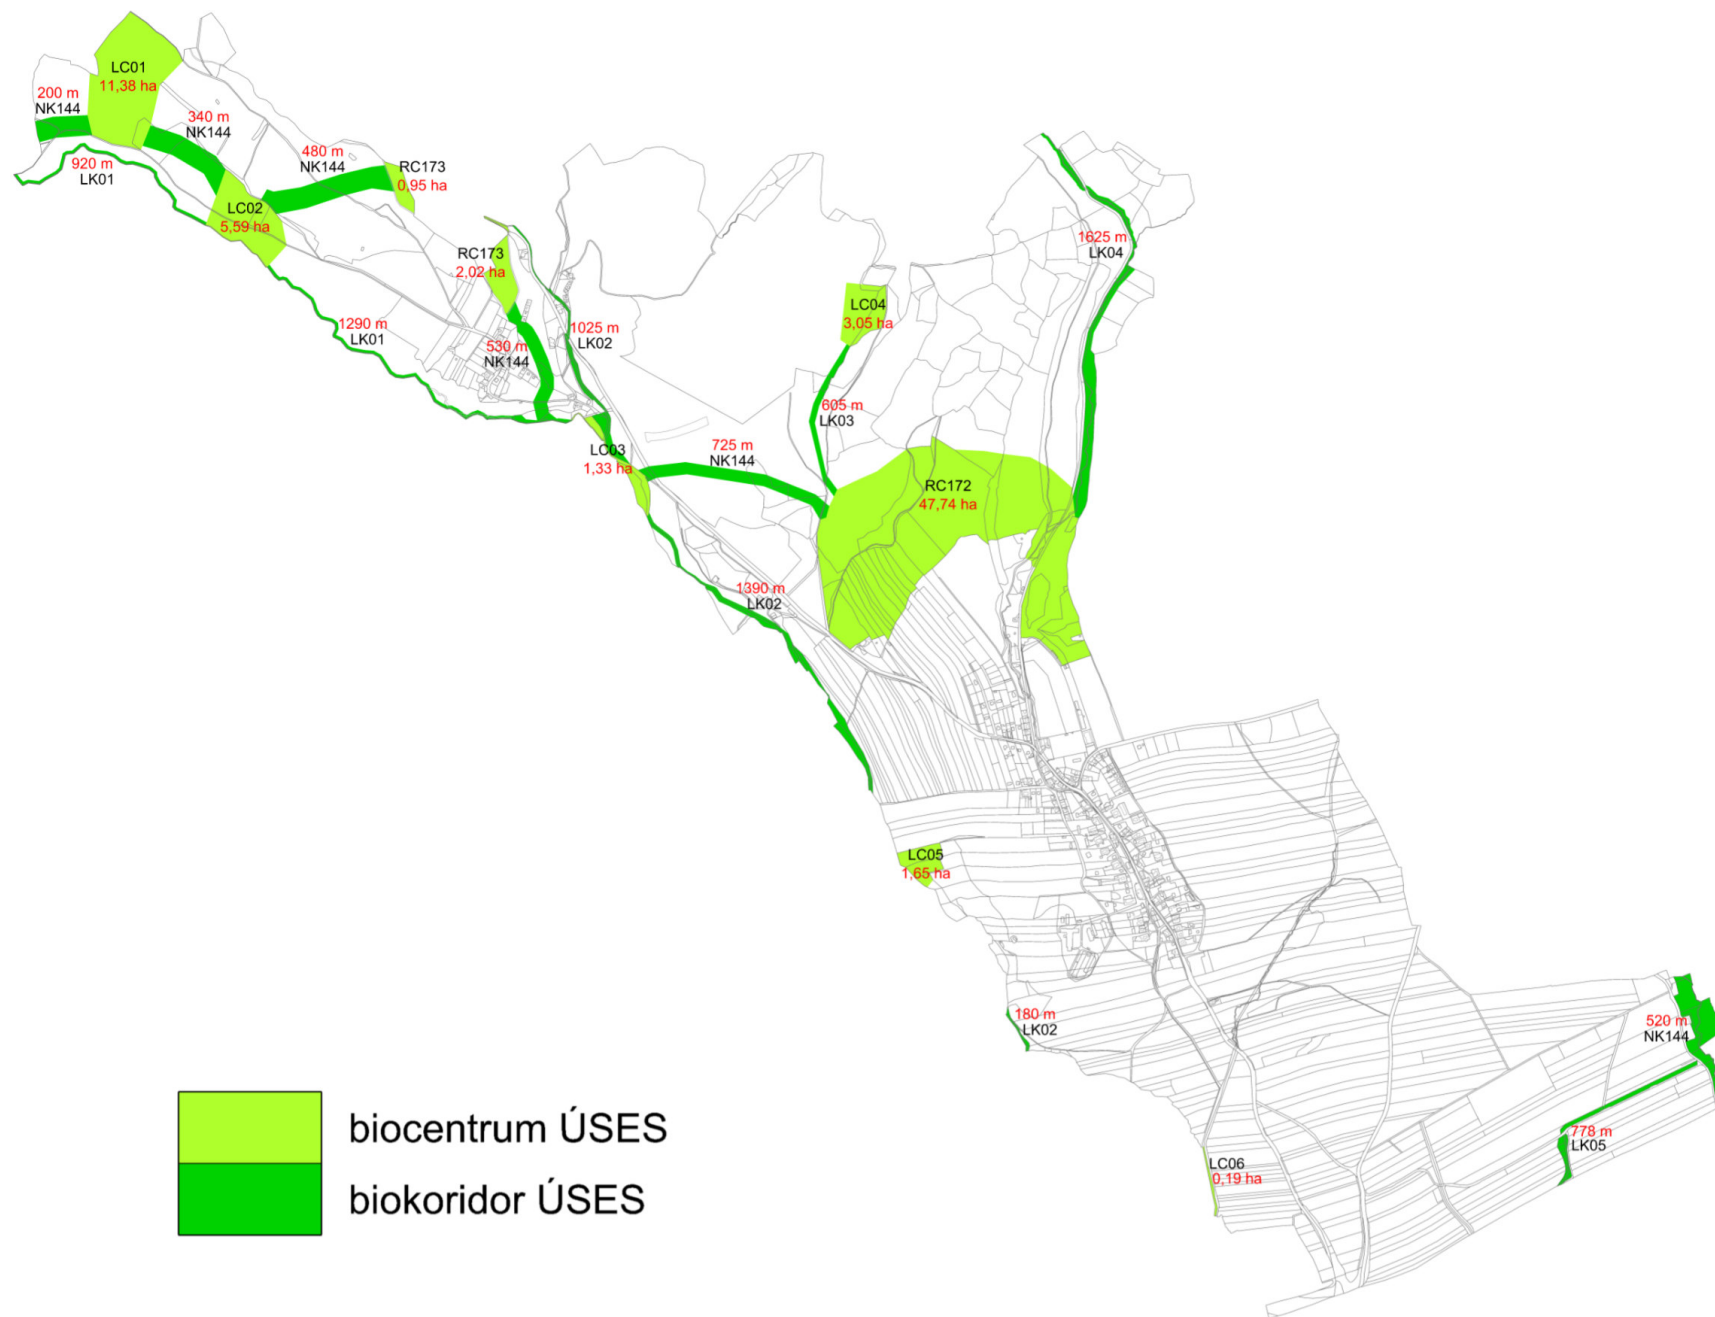 LC01
11,38 ha
200 m
NK144
340 m
NK144
920 m
LK01
480 m
NK144
RC173
0,95 ha
LC02
5,59 ha
RC173
2,02 ha
1625 m
LK04
LC04
3,05 ha
1290 m
LK01
1025 m
LK02
530 m
NK144
605 m
LK03
LC03
1,33 ha
725 m
NK144
RC172
47,74 ha
1390 m
LK02
LC05
1,65 ha
180 m
LK02
520 m
NK144
778 m
LK05
LC06
0,19 ha
biocentrum ÚSES
biokoridor ÚSES